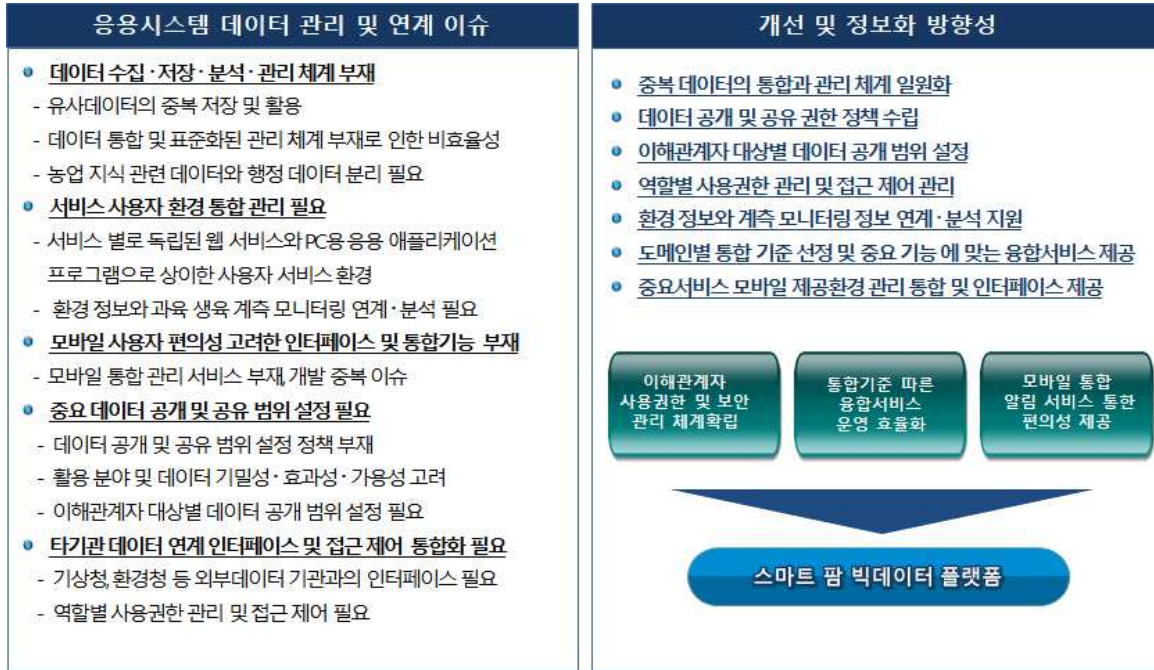 응용시스템 데이터 관리 및 연계 이슈
데이터 수집·저장·분석·관리 체계 부재
- 유사데이터의 중복 저장 및 활용
- 데이터 통합 및 표준화된 관리 체계 부재로 인한 비효율성
- 농업 지식 관련 데이터와 행정 데이터 분리 필요
서비스 사용자 환경 통합 관리 필요
- 서비스 별로 독립된 웹 서비스와 PC용 응용 애플리케이션
프로그램으로 상이한 사용자 서비스 환경
- 환경 정보와 과육 생육 계측 모니터링 연계·분석 필요
모바일 사용자 편의성 고려한 인터페이스 및 통합기능 부재
- 모바일 통합 관리 서비스 부재, 개발 중복 이슈
중요 데이터 공개 및 공유 범위 설정 필요
- 데이터 공개 및 공유 범위 설정 정책 부재
- 활용 분야 및 데이터 기밀성·효과성·가용성 고려
- 이해관계자 대상별 데이터 공개 범위 설정 필요
타기관 데이터 연계 인터페이스 및 접근 제어 통합화 필요
- 기상청, 환경청 등 외부데이터 기관과의 인터페이스 필요
- 역할별 사용권한 관리 및 접근 제어 필요
개선 및 정보화 방향성
중복 데이터의 통합과 관리 체계 일원화
데이터 공개 및 공유 권한 정책 수립
이해관계자 대상별 데이터 공개 범위 설정
역할별 사용권한 관리 및 접근 제어 관리
환경 정보와 계측 모니터링 정보 연계·분석 지원
도메인별 통합 기준 선정 및 중요 기능 에 맞는 융합서비스 제공
중요서비스 모바일 제공환경 관리 통합 및 인터페이스 제공
이해관계자
사용권한 및 보안
관리 체계확립
통합기준 따른
융합서비스
운영 효율화
모바일 통합
알림 서비스 통한
편의성 제공
스마트 팜 빅데이터 플랫폼